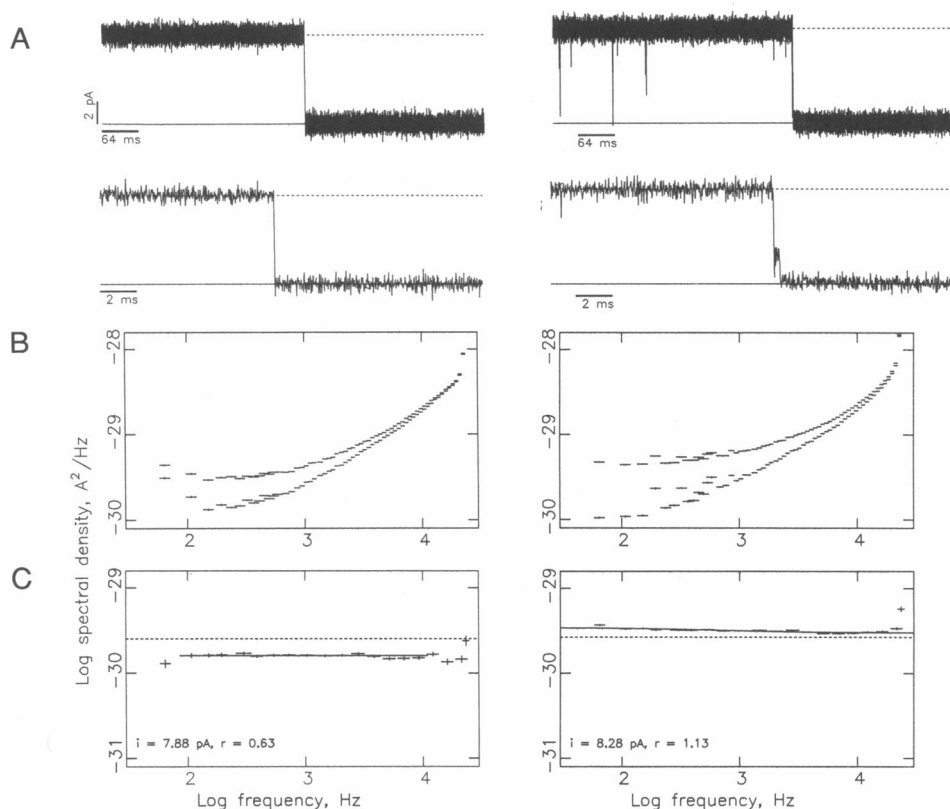 A
2 pA
64 ms
64 ms
2 ms
2 ms
B
-28
-29
-30
2
3
4
-28
-29
-30
2
3
4
Log spectral density, A²/Hz
C
-29
-30
-31
i = 7.88 pA, r = 0.63
2
3
4
Log frequency, Hz
-29
-30
-31
i = 8.28 pA, r = 1.13
2
3
4
Log frequency, Hz